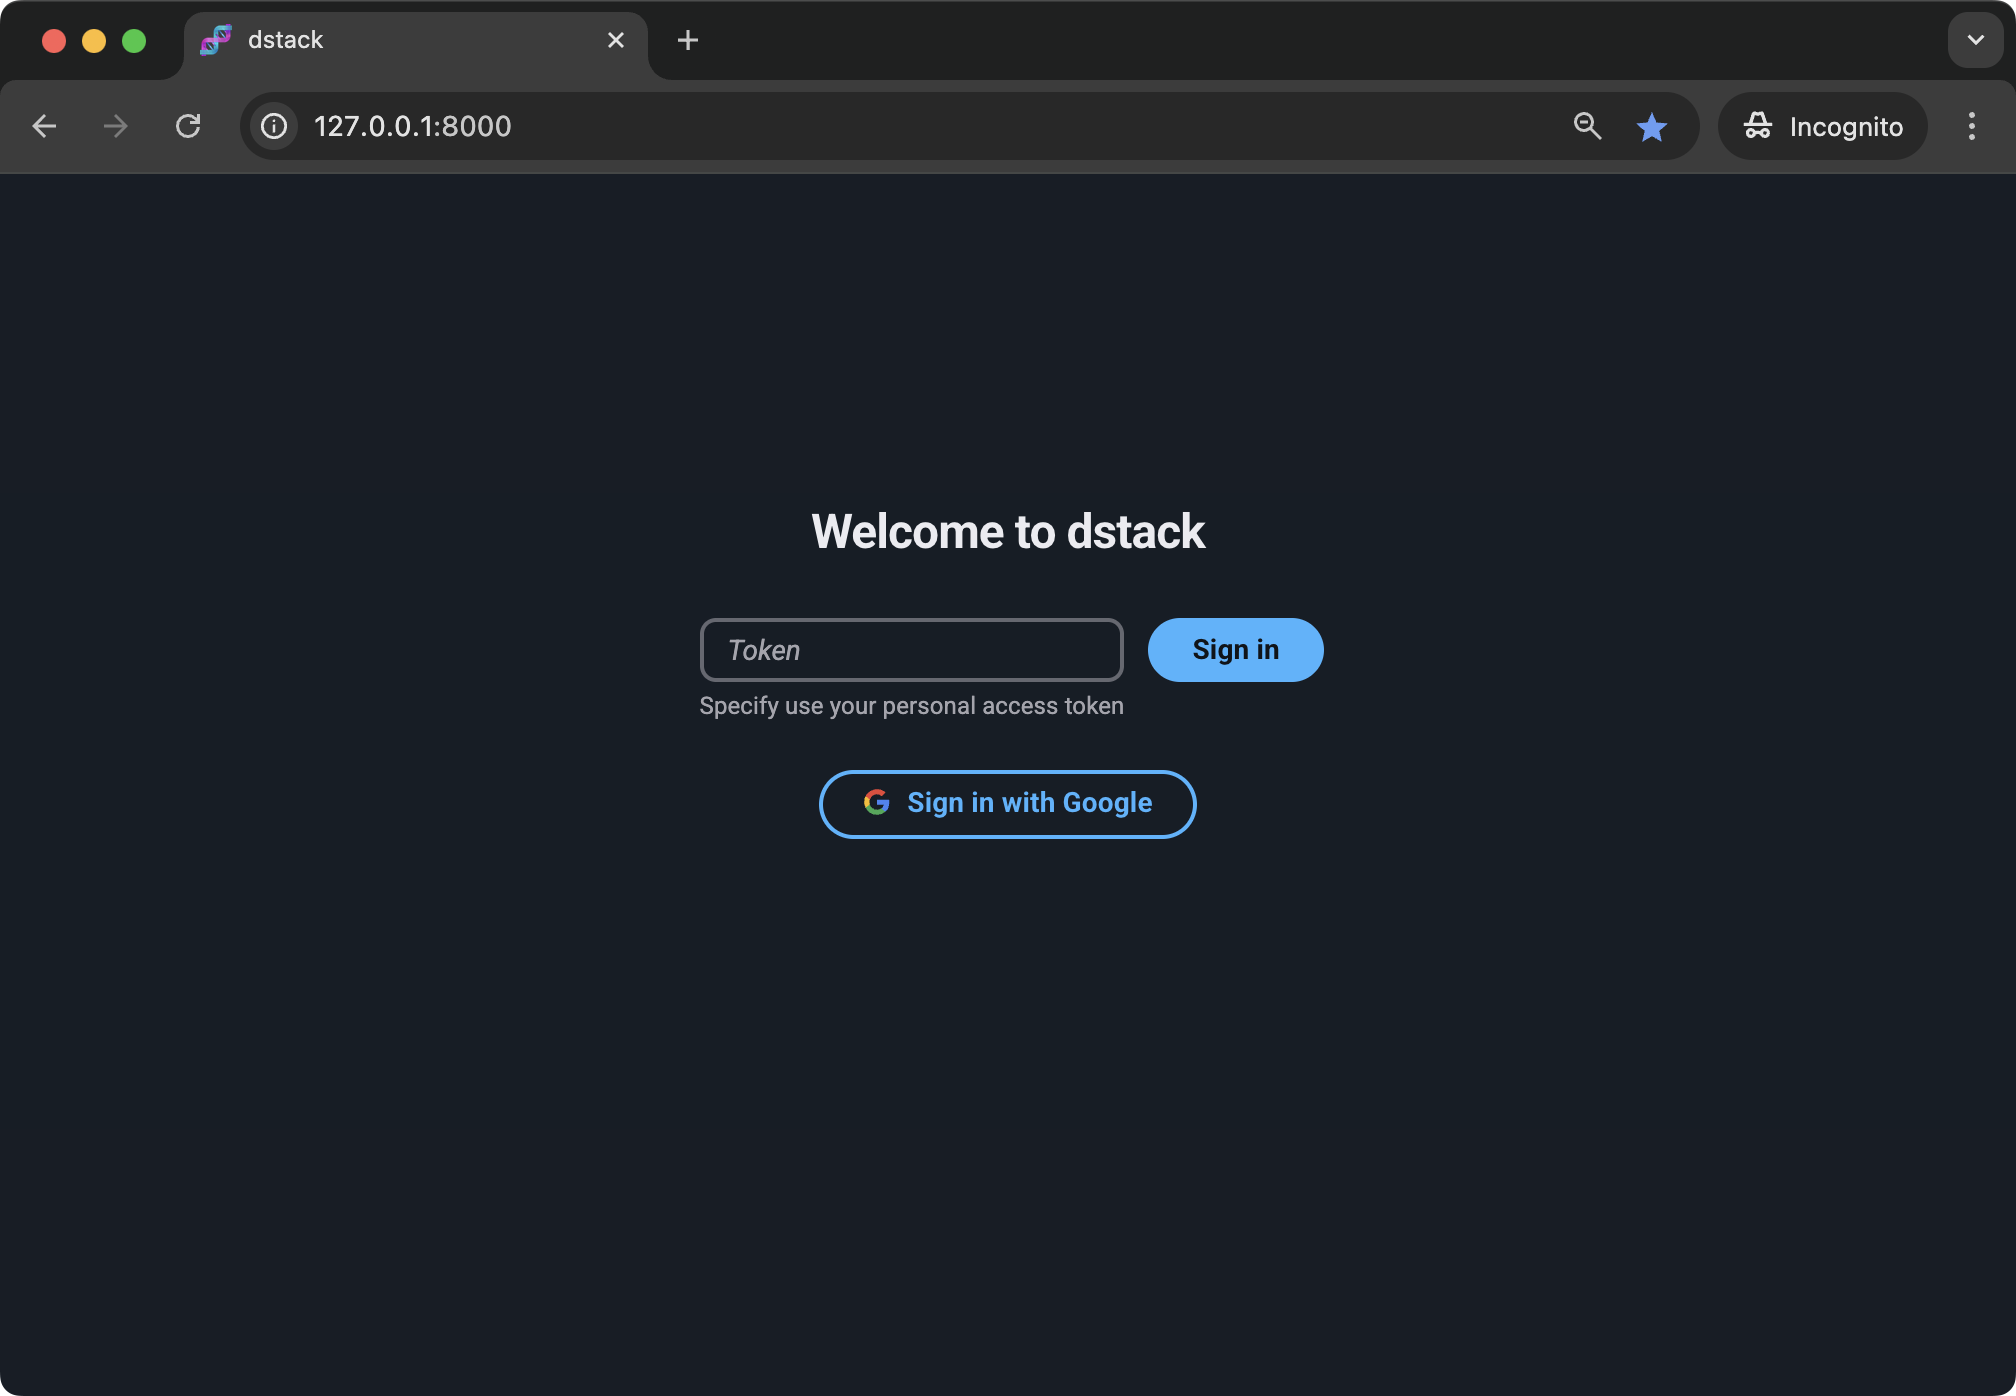 dstack
127.0.0.1:8000
Incognito
Welcome to dstack
Token
Sign in
Specify use your personal access token
Sign in with Google